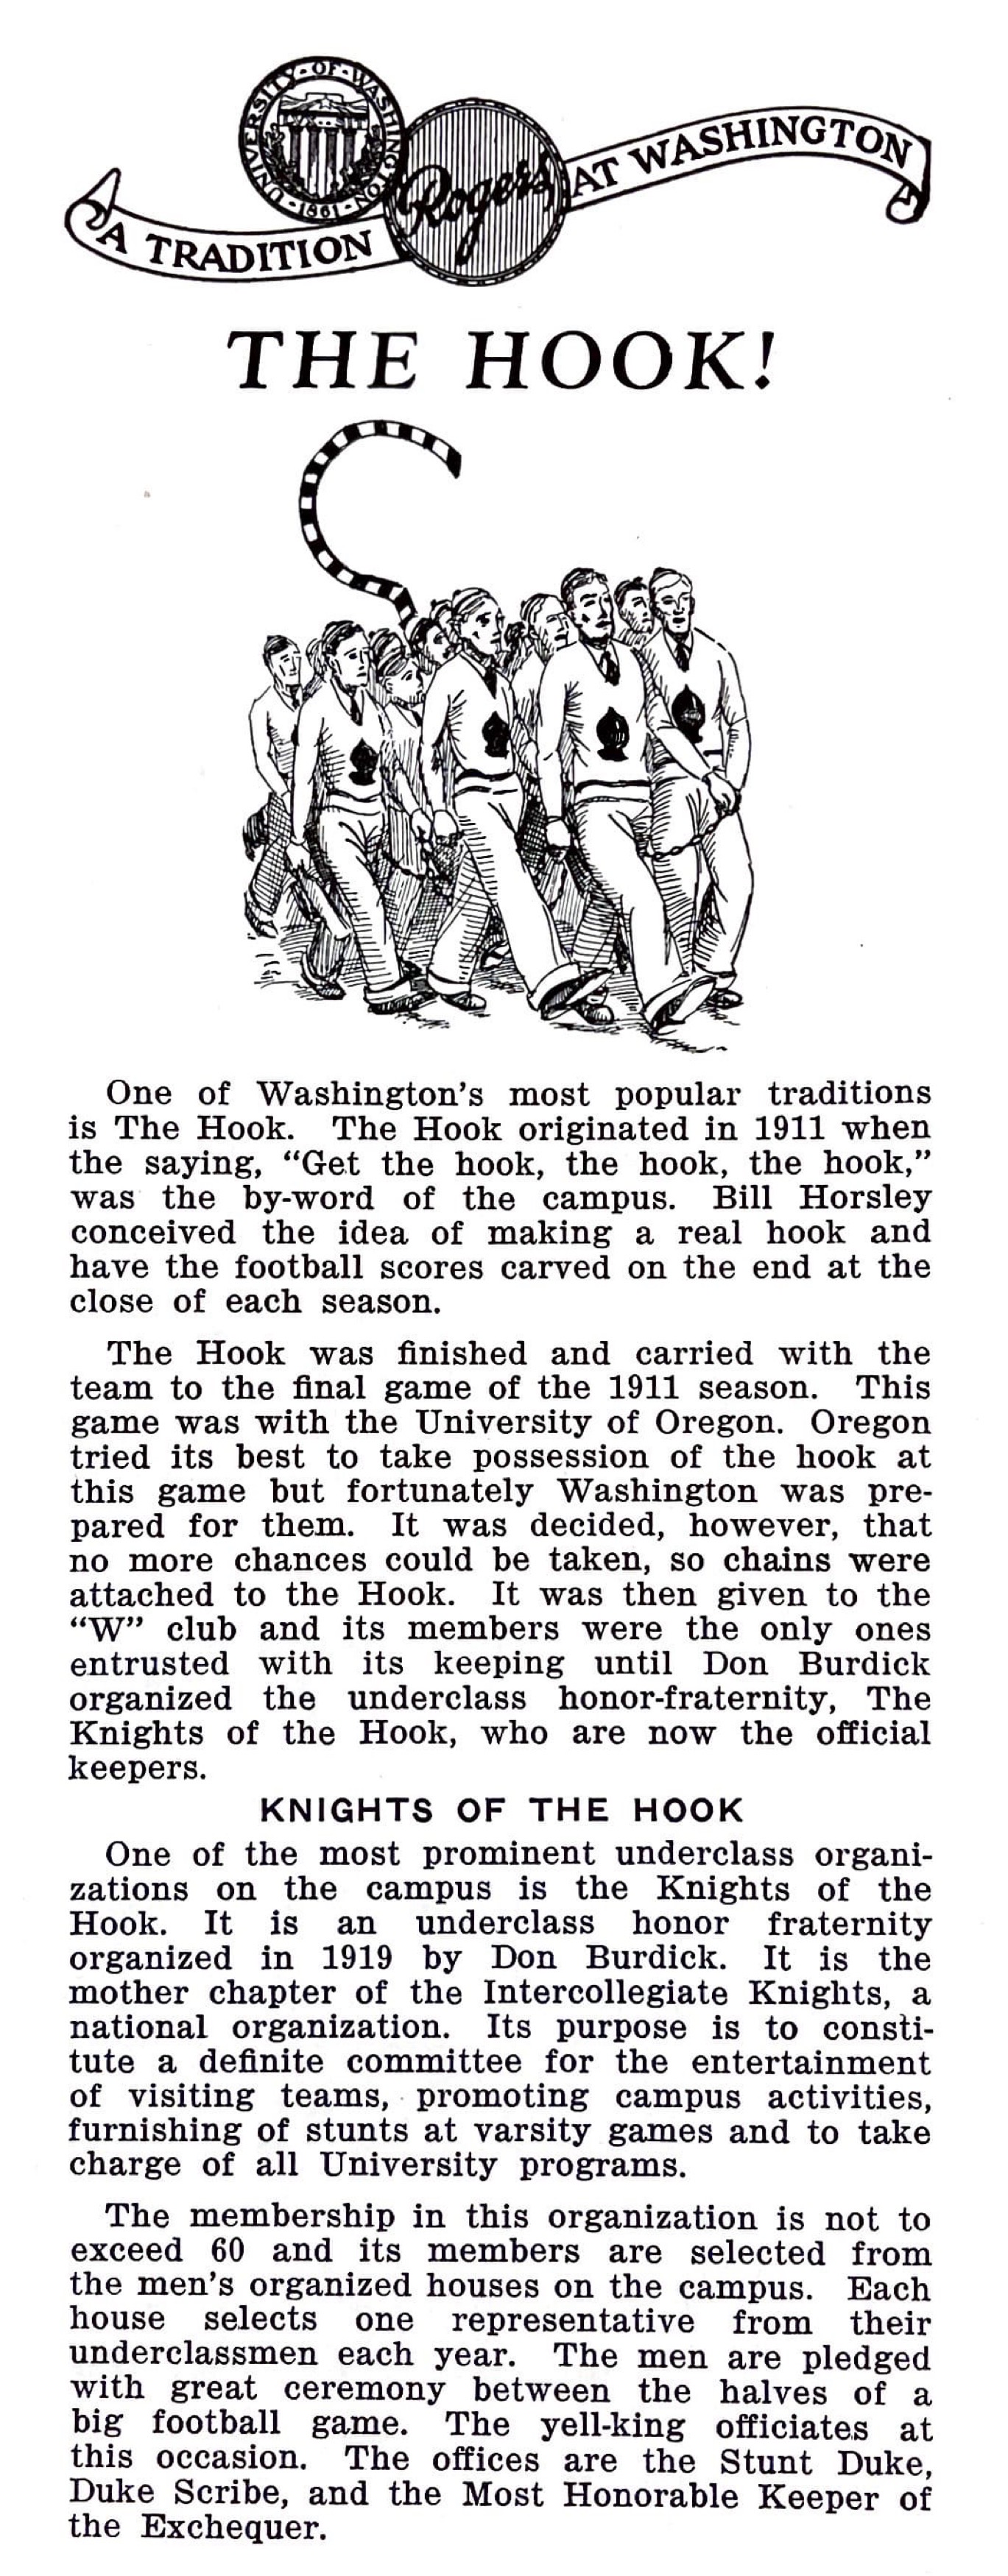 UNIVERSITY·OF·WASHINGTON
LUX SIT
·1861·
A TRADITION
Rogers
AT WASHINGTON
THE HOOK!
One of Washington's most popular traditions
is The Hook. The Hook originated in 1911 when
the saying, “Get the hook, the hook, the hook,”
was the by-word of the campus. Bill Horsley
conceived the idea of making a real hook and
have the football scores carved on the end at the
close of each season.
The Hook was finished and carried with the
team to the final game of the 1911 season. This
game was with the University of Oregon. Oregon
tried its best to take possession of the hook at
this game but fortunately Washington was pre-
pared for them. It was decided, however, that
no more chances could be taken, so chains were
attached to the Hook. It was then given to the
“W” club and its members were the only ones
entrusted with its keeping until Don Burdick
organized the underclass honor-fraternity, The
Knights of the Hook, who are now the official
keepers.
KNIGHTS OF THE HOOK
One of the most prominent underclass organi-
zations on the campus is the Knights of the
Hook. It is an underclass honor fraternity
organized in 1919 by Don Burdick. It is the
mother chapter of the Intercollegiate Knights, a
national organization. Its purpose is to consti-
tute a definite committee for the entertainment
of visiting teams, promoting campus activities,
furnishing of stunts at varsity games and to take
charge of all University programs.
The membership in this organization is not to
exceed 60 and its members are selected from
the men's organized houses on the campus. Each
house selects one representative from their
underclassmen each year. The men are pledged
with great ceremony between the halves of a
big football game. The yell-king officiates at
this occasion. The offices are the Stunt Duke,
Duke Scribe, and the Most Honorable Keeper of
the Exchequer.